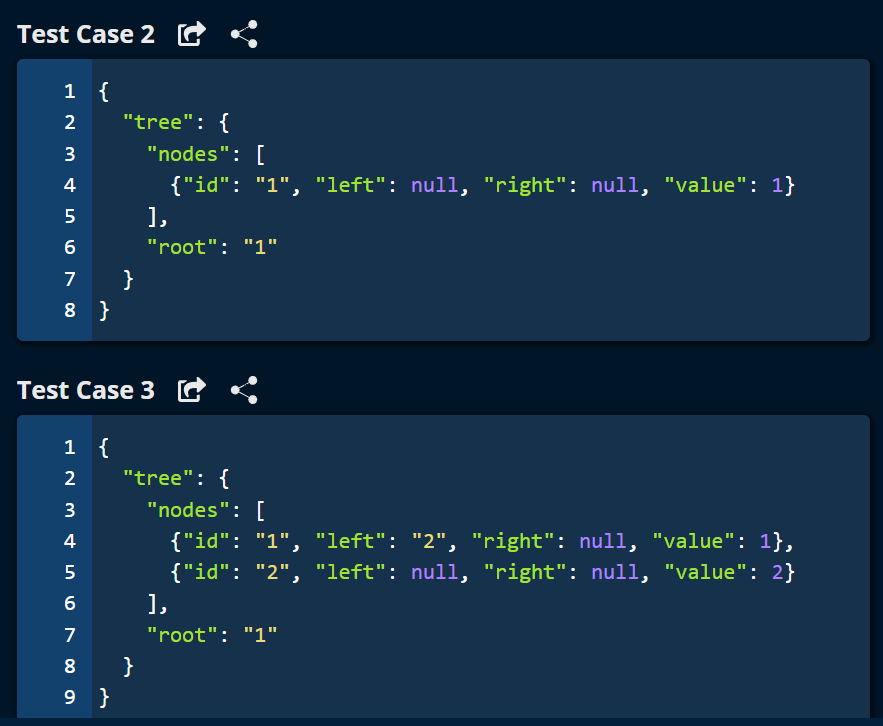 Test Case 2
1 {
2   "tree": {
3     "nodes": [
4       {"id": "1", "left": null, "right": null, "value": 1}
5     ],
6     "root": "1"
7   }
8 }
Test Case 3
1 {
2   "tree": {
3     "nodes": [
4       {"id": "1", "left": "2", "right": null, "value": 1},
5       {"id": "2", "left": null, "right": null, "value": 2}
6     ],
7     "root": "1"
8   }
9 }